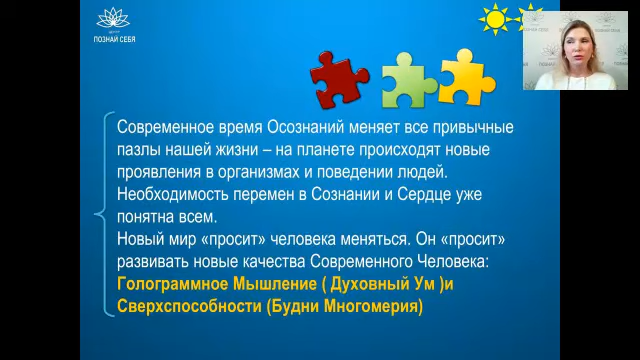 ЦЕНТР
ПОЗНАЙ СЕБЯ
Современное время Осознаний меняет все привычные
пазлы нашей жизни – на планете происходят новые
проявления в организмах и поведении людей.
Необходимость перемен в Сознании и Сердце уже
понятна всем.
Новый мир «просит» человека меняться. Он «просит»
развивать новые качества Современного Человека:
Голограммное Мышление ( Духовный Ум )и
Сверхспособности (Будни Многомерия)